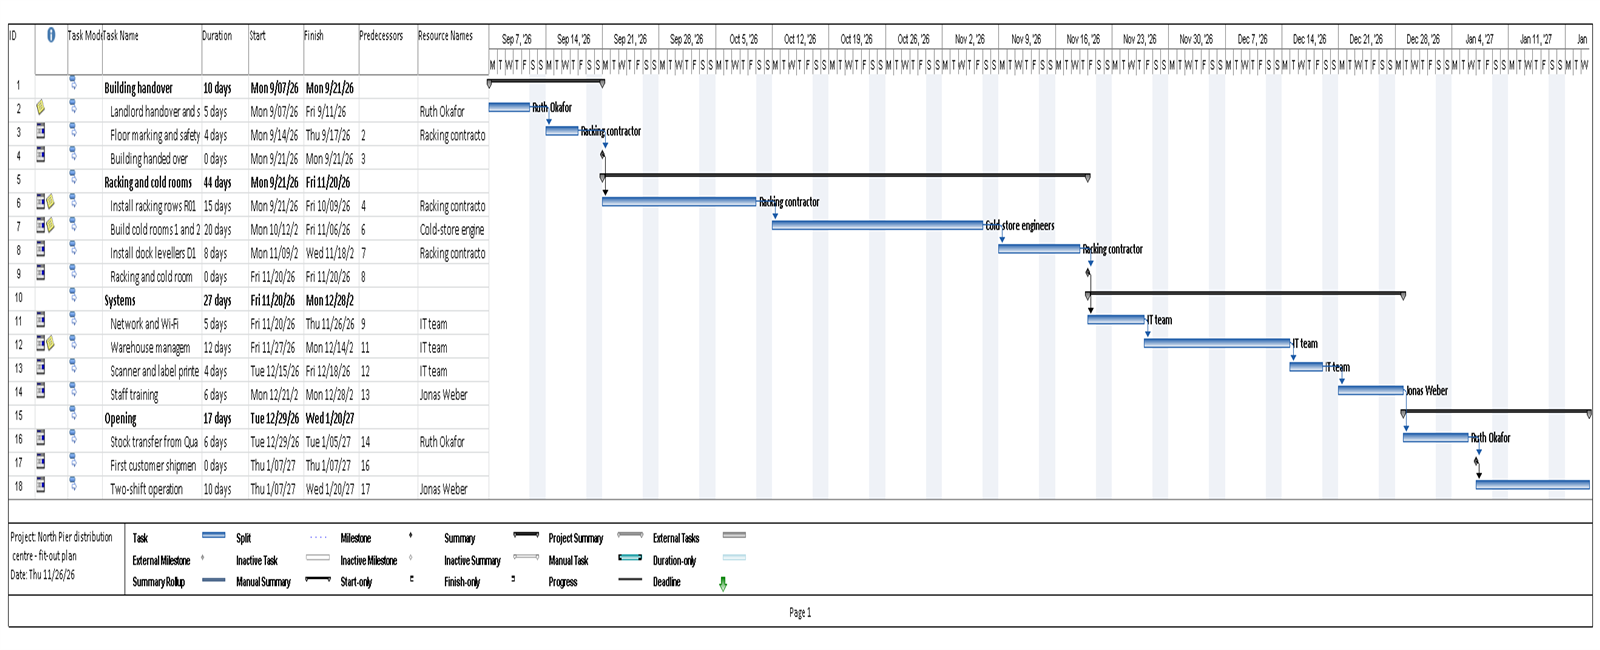 ID Task Mode Task Name Duration Start Finish Predecessors Resource Names
Sep 7, '26 Sep 14, '26 Sep 21, '26 Sep 28, '26 Oct 5, '26 Oct 12, '26 Oct 19, '26 Oct 26, '26 Nov 2, '26 Nov 9, '26 Nov 16, '26 Nov 23, '26 Nov 30, '26 Dec 7, '26 Dec 14, '26 Dec 21, '26 Dec 28, '26 Jan 4, '27 Jan 11, '27 Jan
M T W T F S S M T W T F S S M T W T F S S M T W T F S S M T W T F S S M T W T F S S M T W T F S S M T W T F S S M T W T F S S M T W T F S S M T W T F S S M T W T F S S M T W T F S S M T W T F S S M T W T F S S M T W T F S S M T W T F S S M T W T F S S M T W T F S S M T W
1 Building handover 10 days Mon 9/07/26 Mon 9/21/26
2 Landlord handover and s 5 days Mon 9/07/26 Fri 9/11/26 Ruth Okafor Ruth Okafor
3 Floor marking and safety 4 days Mon 9/14/26 Thu 9/17/26 2 Racking contracto Racking contractor
4 Building handed over 0 days Mon 9/21/26 Mon 9/21/26 3
5 Racking and cold rooms 44 days Mon 9/21/26 Fri 11/20/26
6 Install racking rows R01 15 days Mon 9/21/26 Fri 10/09/26 4 Racking contracto Racking contractor
7 Build cold rooms 1 and 2 20 days Mon 10/12/2 Fri 11/06/26 6 Cold-store engine Cold-store engineers
8 Install dock levellers D1 8 days Mon 11/09/2 Wed 11/18/2 7 Racking contracto Racking contractor
9 Racking and cold room 0 days Fri 11/20/26 Fri 11/20/26 8
10 Systems 27 days Fri 11/20/26 Mon 12/28/2
11 Network and Wi-Fi 5 days Fri 11/20/26 Thu 11/26/26 9 IT team IT team
12 Warehouse managem 12 days Fri 11/27/26 Mon 12/14/2 11 IT team IT team
13 Scanner and label printe 4 days Tue 12/15/26 Fri 12/18/26 12 IT team IT team
14 Staff training 6 days Mon 12/21/2 Mon 12/28/2 13 Jonas Weber Jonas Weber
15 Opening 17 days Tue 12/29/26 Wed 1/20/27
16 Stock transfer from Qua 6 days Tue 12/29/26 Tue 1/05/27 14 Ruth Okafor Ruth Okafor
17 First customer shipmen 0 days Thu 1/07/27 Thu 1/07/27 16
18 Two-shift operation 10 days Thu 1/07/27 Wed 1/20/27 17 Jonas Weber
Project: North Pier distribution
centre - fit-out plan
Date: Thu 11/26/26
Task Split Milestone Summary Project Summary External Tasks
External Milestone Inactive Task Inactive Milestone Inactive Summary Manual Task Duration-only
Summary Rollup Manual Summary Start-only Finish-only Progress Deadline
Page 1